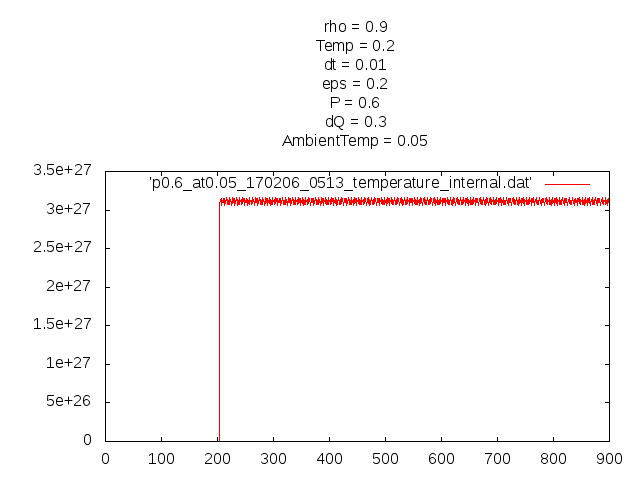 rho = 0.9
Temp = 0.2
dt = 0.01
eps = 0.2
P = 0.6
dQ = 0.3
AmbientTemp = 0.05
'p0.6_at0.05_170206_0513_temperature_internal.dat'
3.5e+27
3e+27
2.5e+27
2e+27
1.5e+27
1e+27
5e+26
0
0 100 200 300 400 500 600 700 800 900